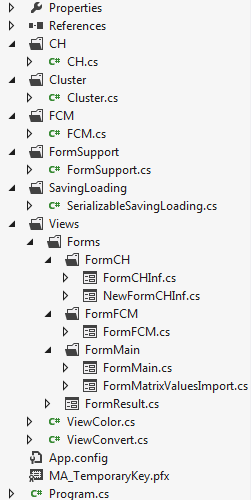 Properties
References
CH
C# CH.cs
Cluster
C# Cluster.cs
FCM
C# FCM.cs
FormSupport
C# FormSupport.cs
SavingLoading
C# SerializableSavingLoading.cs
Views
Forms
FormCH
FormCHInf.cs
NewFormCHInf.cs
FormFCM
FormFCM.cs
FormMain
FormMain.cs
FormMatrixValuesImport.cs
FormResult.cs
C# ViewColor.cs
C# ViewConvert.cs
App.config
MA_TemporaryKey.pfx
C# Program.cs